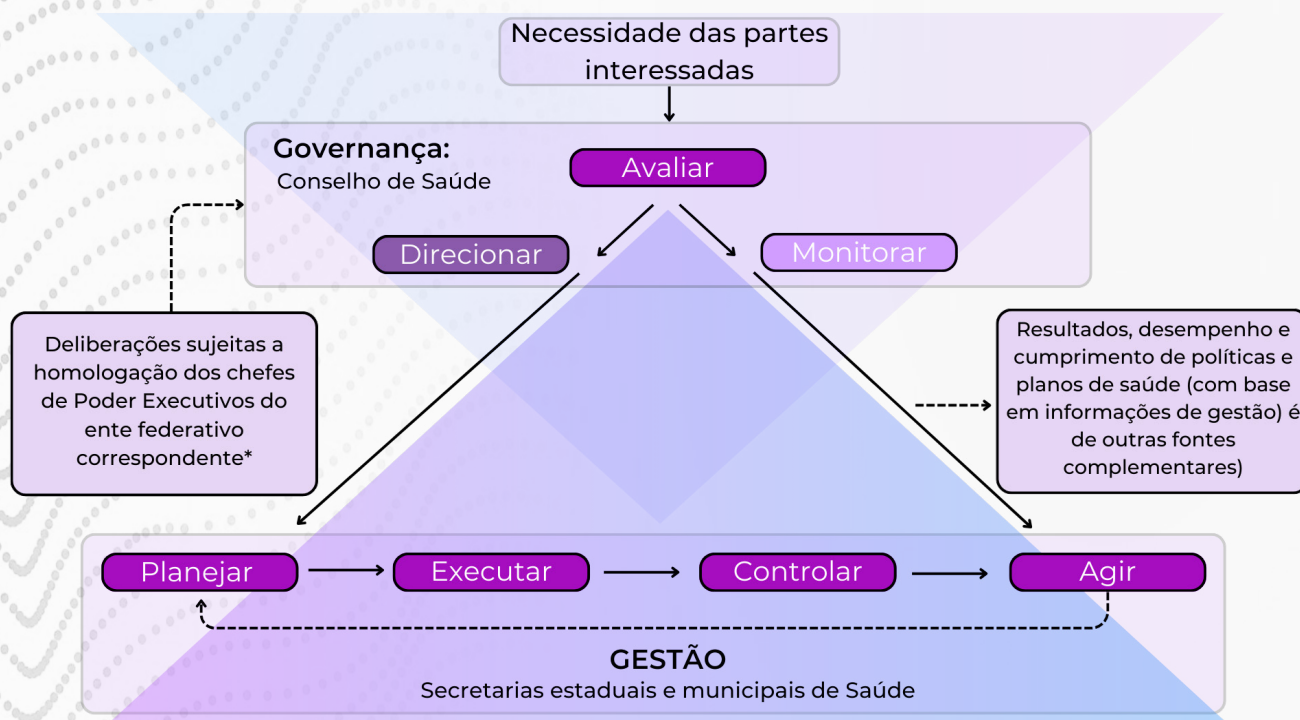 Necessidade das partes
interessadas
Governança:
Conselho de Saúde
Avaliar
Direcionar
Monitorar
Deliberações sujeitas a
homologação dos chefes
de Poder Executivos do
ente federativo
correspondente*
Resultados, desempenho e
cumprimento de políticas e
planos de saúde (com base
em informações de gestão) é
de outras fontes
complementares)
Planejar
Executar
Controlar
Agir
GESTÃO
Secretarias estaduais e municipais de Saúde